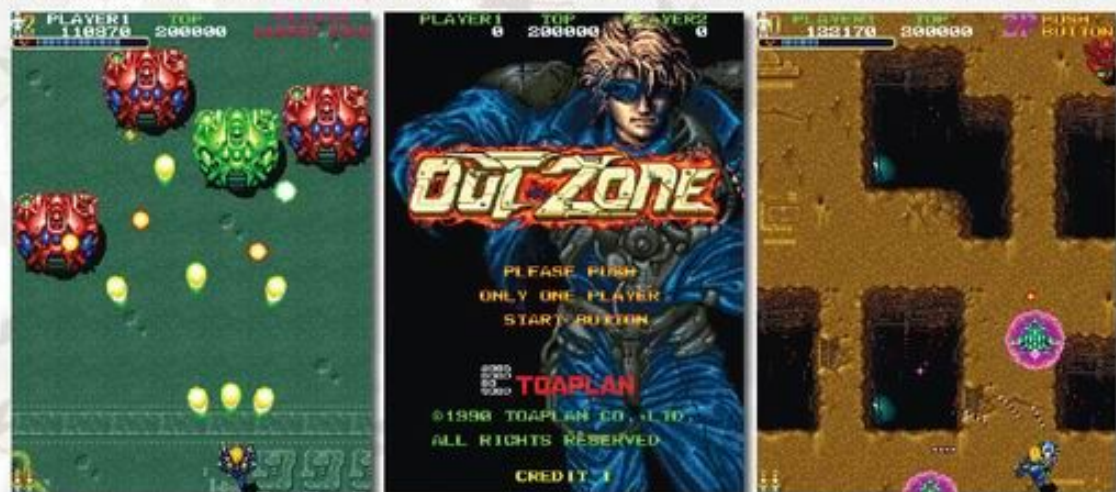 PLAYER1 TOP
110870 200000
PLAYER1 TOP PLAYER2
0 200000 0
OUT ZONE
PLEASE PUSH
ONLY ONE PLAYER
START BUTTON
TOAPLAN
©1990 TOAPLAN CO.,LTD.
ALL RIGHTS RESERVED
CREDIT 1
PLAYER1 TOP 2P PUSH
132170 200000 BUTTON